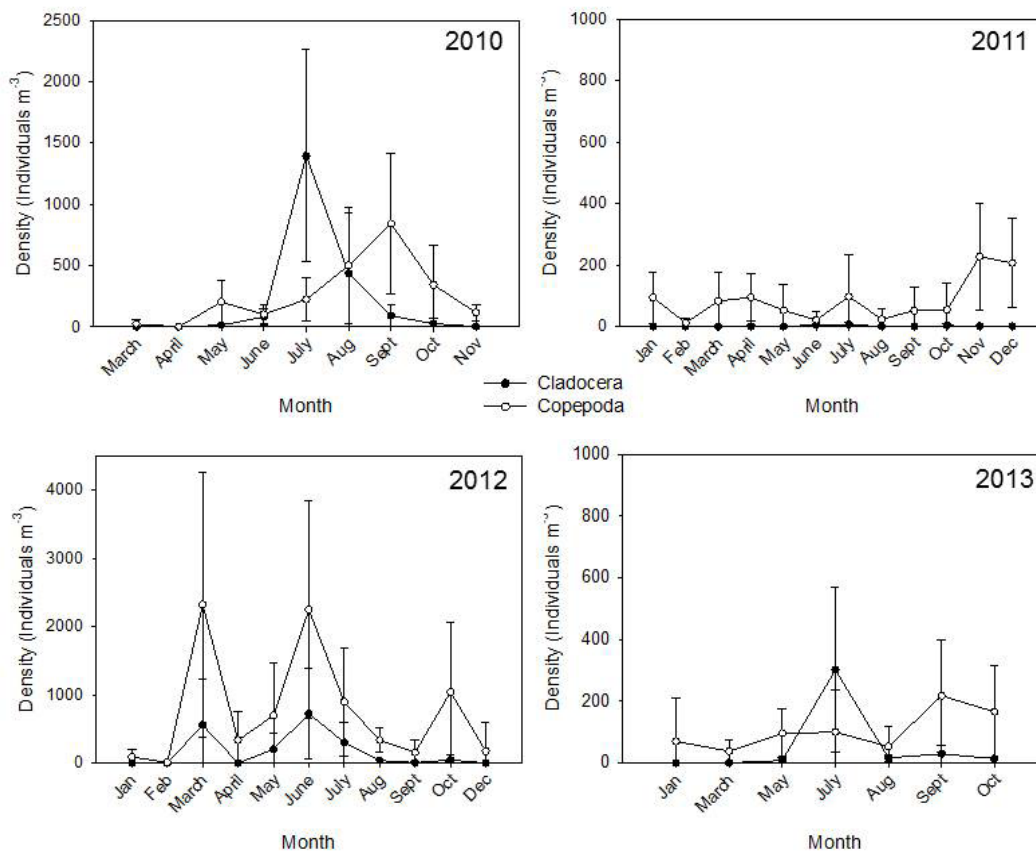 2010
Density (Individuals m-3)
2500
2000
1500
1000
500
0
March April May June July Aug Sept Oct Nov
Month
2011
Density (Individuals m-3)
1000
800
600
400
200
0
Jan Feb March April May June July Aug Sept Oct Nov Dec
Month
Cladocera
Copepoda
2012
Density (Individuals m-3)
4000
3000
2000
1000
0
Jan Feb March April May June July Aug Sept Oct Dec
Month
2013
Density (Individuals m-3)
1000
800
600
400
200
0
Jan March May July Aug Sept Oct
Month